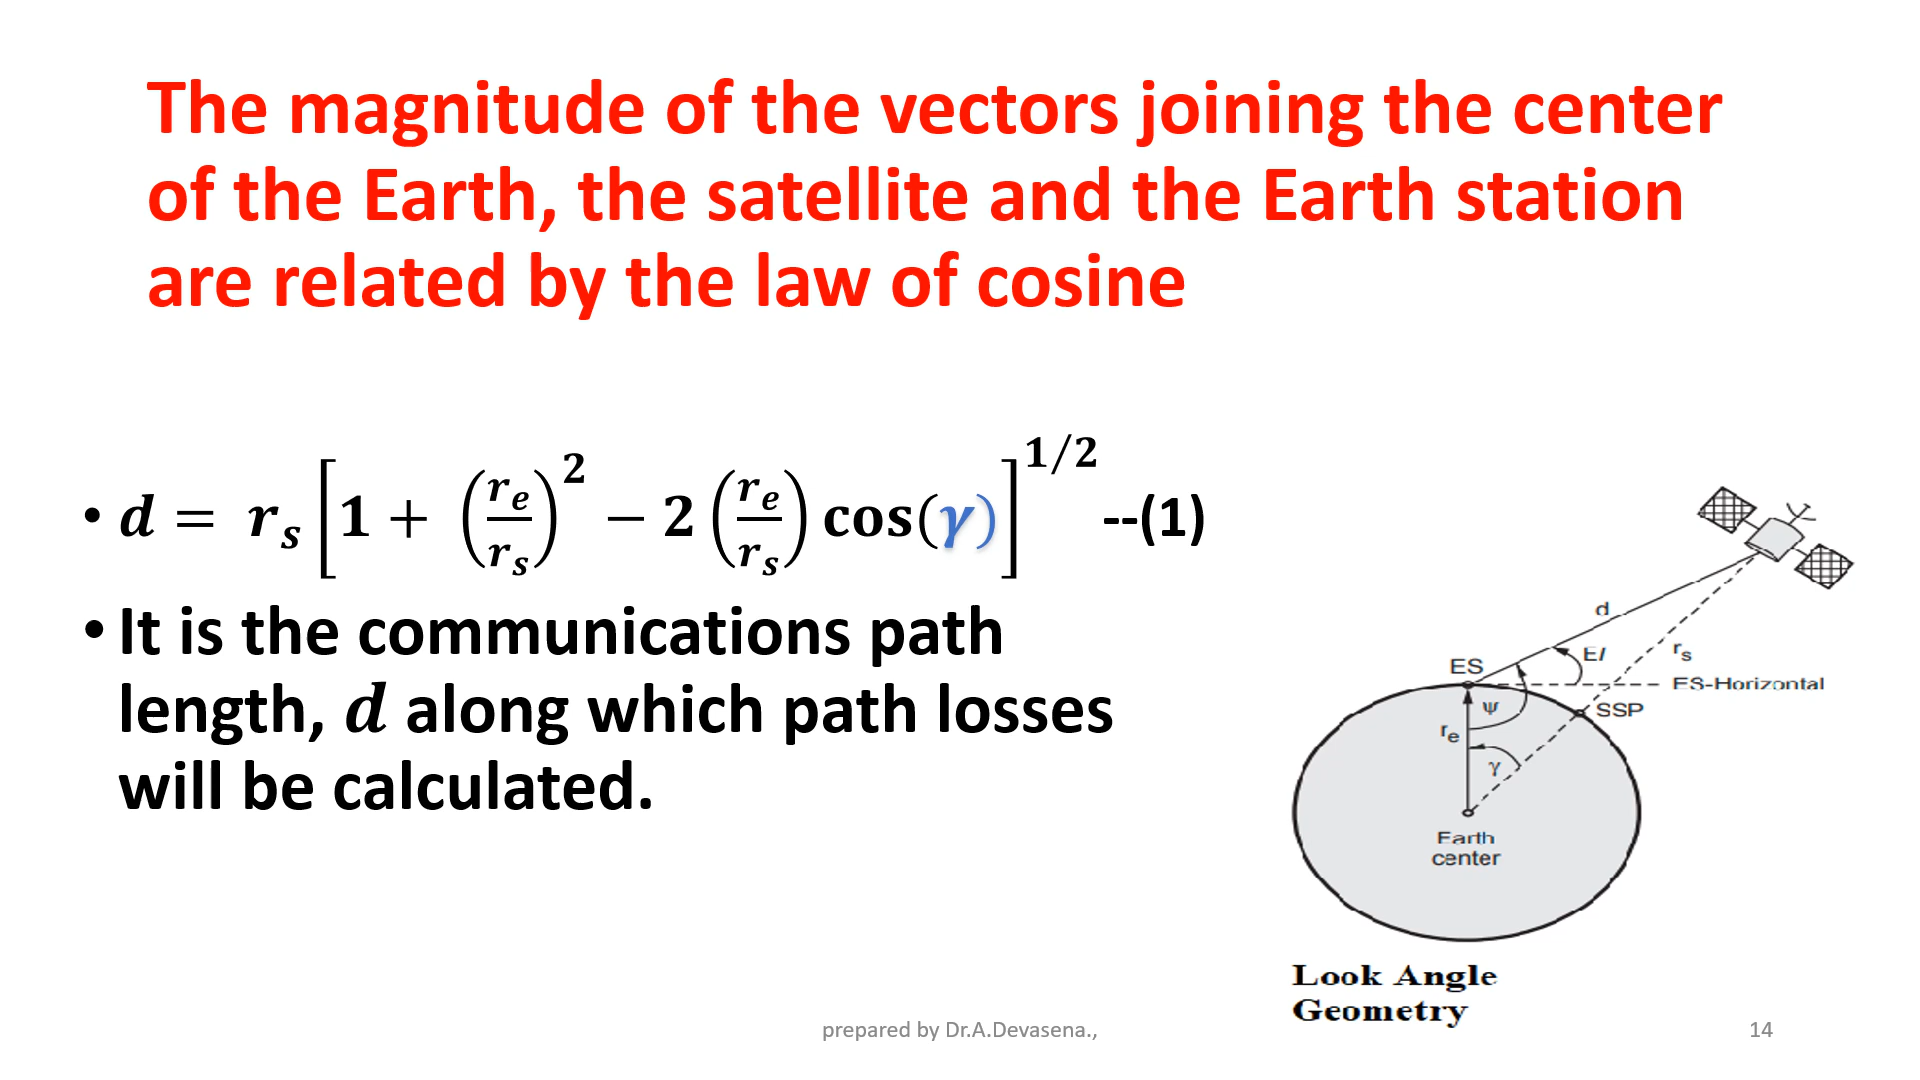 The magnitude of the vectors joining the center
of the Earth, the satellite and the Earth station
are related by the law of cosine
• d = r_s [1 + (r_e/r_s)^2 − 2 (r_e/r_s) cos(γ)]^{1/2} --(1)
• It is the communications path
length, d along which path losses
will be calculated.
d
El
r_s
ES
ES-Horizontal
ψ
SSP
r_e
γ
Earth
center
Look Angle
Geometry
prepared by Dr.A.Devasena.,
14